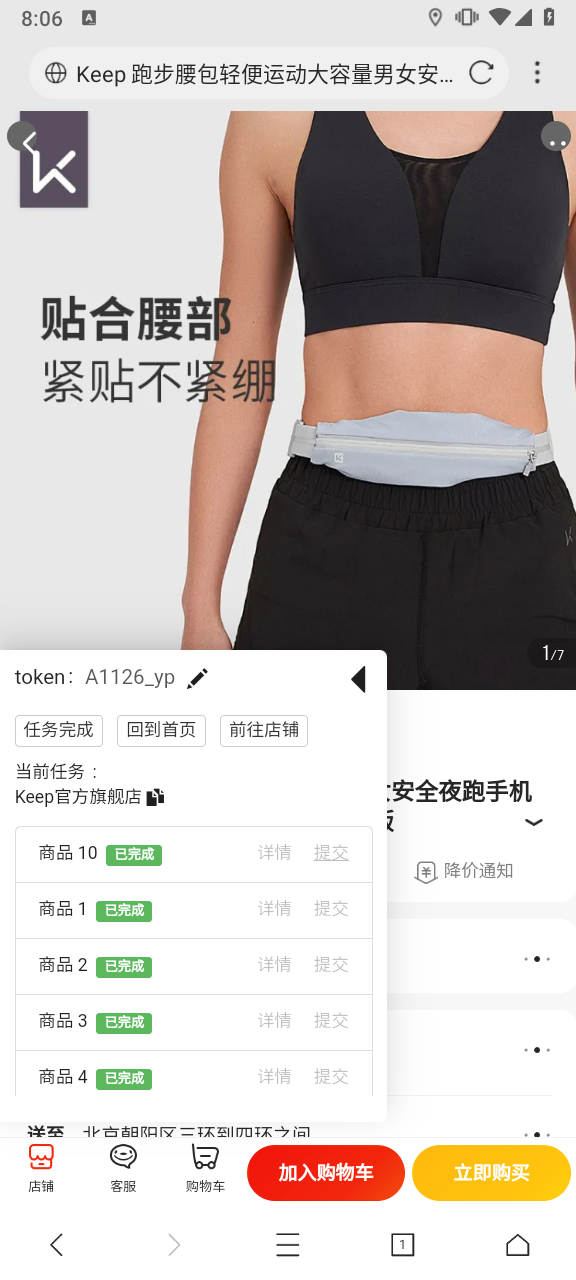 8:06
Keep 跑步腰包轻便运动大容量男女安...
贴合腰部
紧贴不紧绷
1/7
token： A1126_yp
任务完成 回到首页 前往店铺
当前任务 ：
Keep官方旗舰店
安全夜跑手机
降价通知
商品 10 已完成 详情 提交
商品 1 已完成 详情 提交
商品 2 已完成 详情 提交
商品 3 已完成 详情 提交
商品 4 已完成 详情 提交
送至 北京朝阳区三环到四环之间
店铺 客服 购物车 加入购物车 立即购买
1